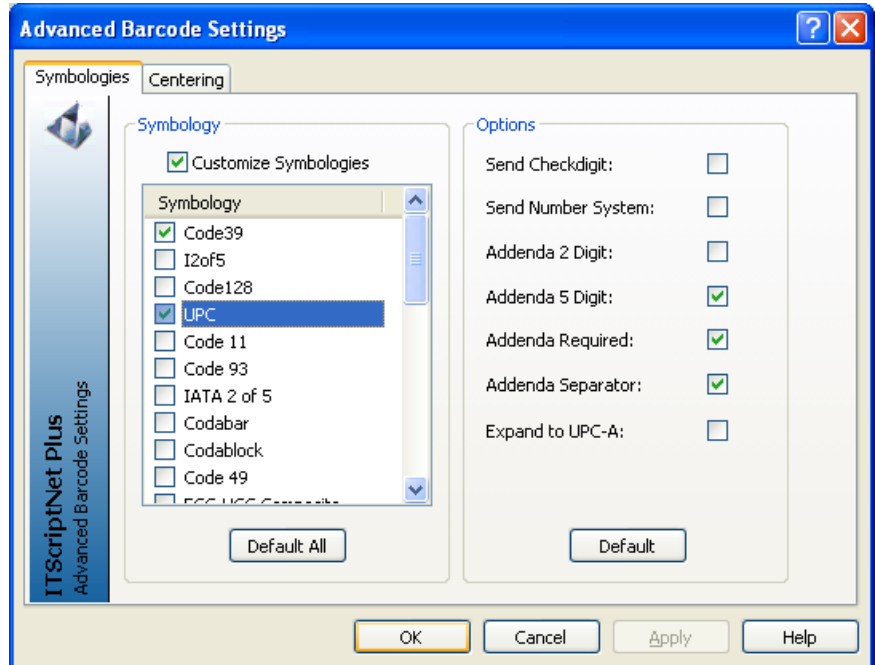 Advanced Barcode Settings
Symbologies
Centering
Symbology
Customize Symbologies
Symbology
Code39
I2of5
Code128
UPC
Code 11
Code 93
IATA 2 of 5
Codabar
Codablock
Code 49
Default All
Options
Send Checkdigit:
Send Number System:
Addenda 2 Digit:
Addenda 5 Digit:
Addenda Required:
Addenda Separator:
Expand to UPC-A:
Default
ITScriptNet Plus
Advanced Barcode Settings
OK
Cancel
Apply
Help